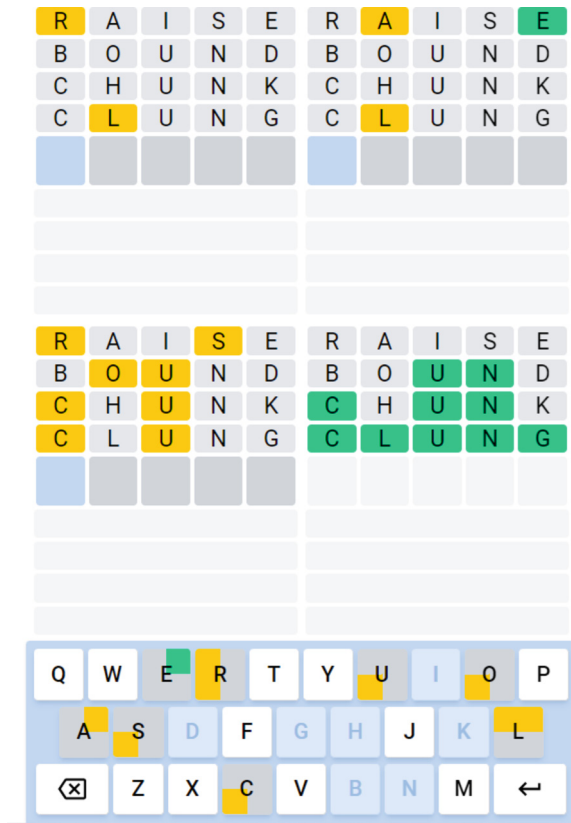 R A I S E R A I S E
B O U N D B O U N D
C H U N K C H U N K
C L U N G C L U N G
R A I S E R A I S E
B O U N D B O U N D
C H U N K C H U N K
C L U N G C L U N G
Q W E R T Y U I O P
A S D F G H J K L
Z X C V B N M